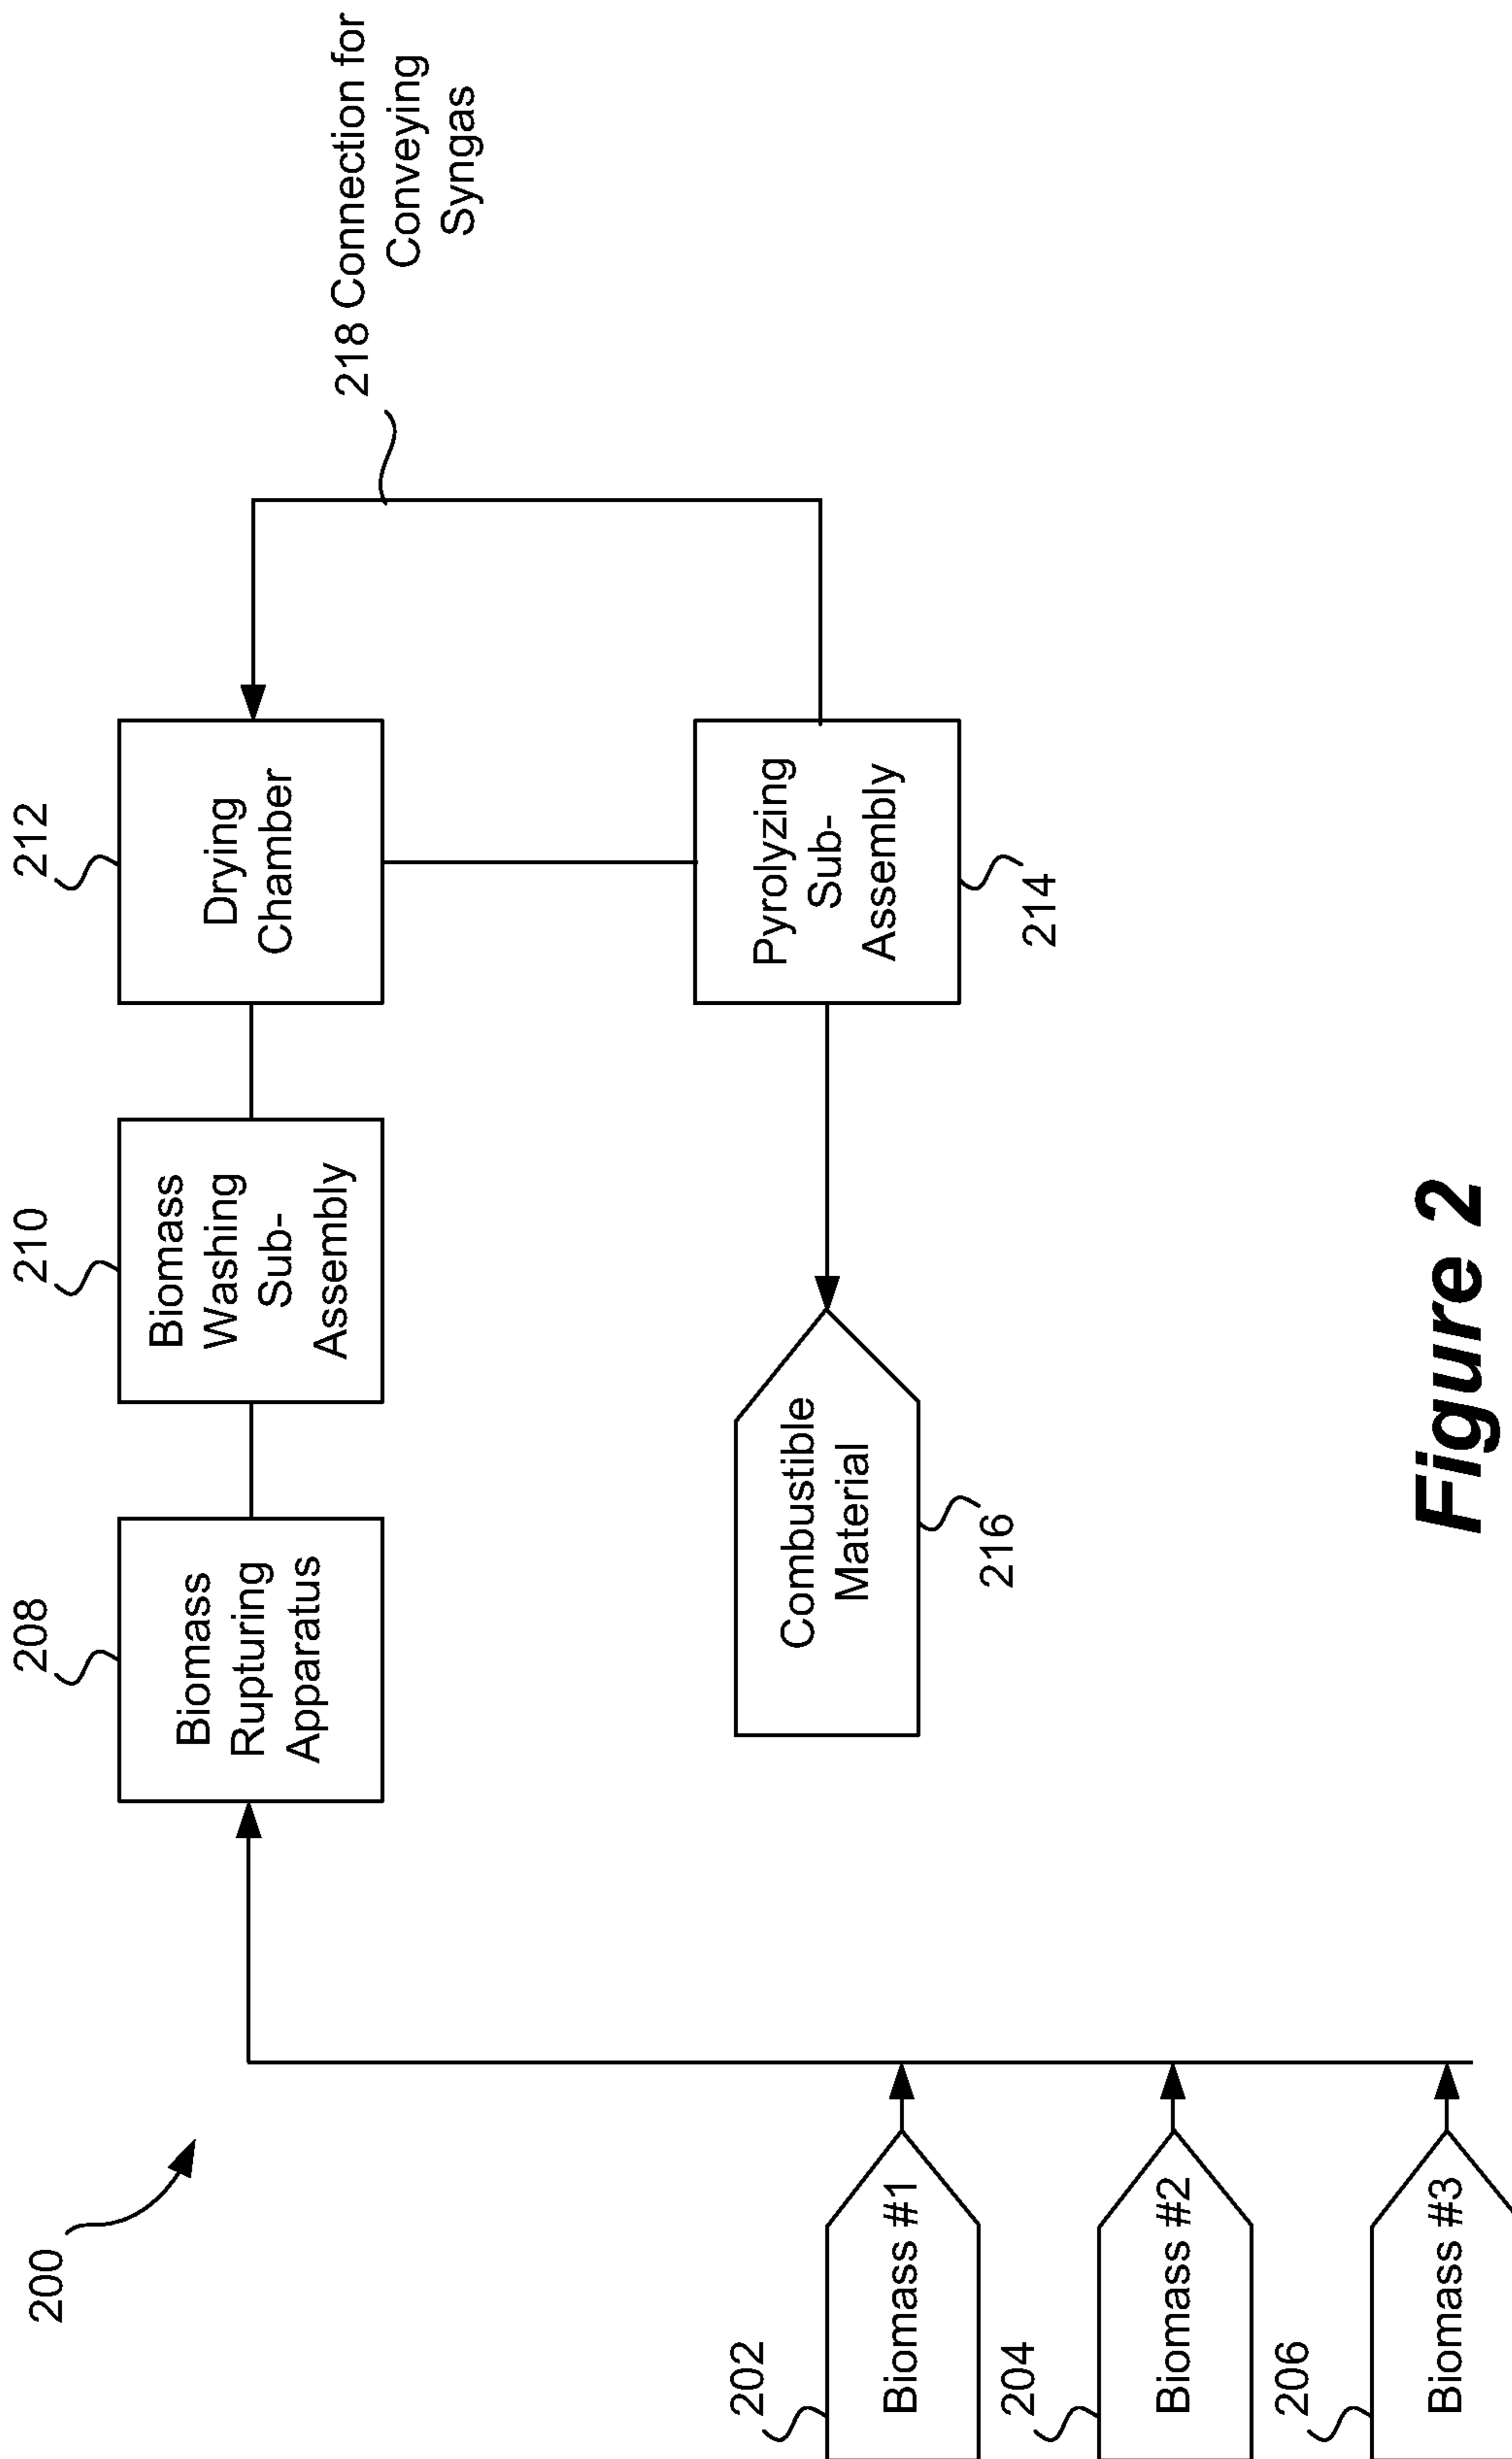 200
208
210
212
Biomass
Rupturing
Apparatus
Biomass
Washing
Sub-
Assembly
Drying
Chamber
218 Connection for
Conveying
Syngas
202
Biomass #1
204
Biomass #2
206
Biomass #3
Combustible
Material
216
Pyrolyzing
Sub-
Assembly
214
Figure 2